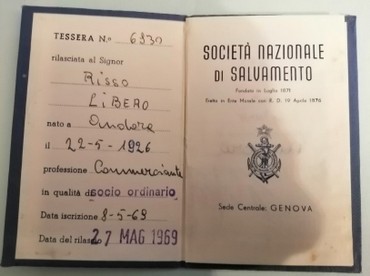 TESSERA N.º 6930
rilasciata al Signor
Risso
LiBERO
nato a Andora
il 22-5-1926
professione Commerciante
in qualità di socio ordinario
Data iscrizione 8-5-69
Data del rilascio 27 MAG 1969
SOCIETÀ NAZIONALE
DI SALVAMENTO
Fondata in Luglio 1871
Eretta in Ente Morale con R. D. 19 Aprile 1876
Sede Centrale: GENOVA